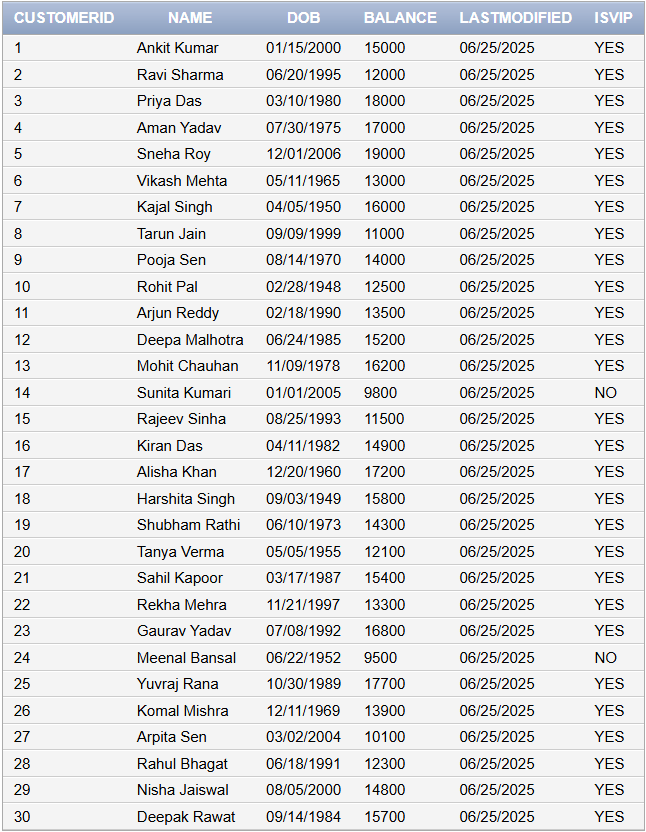 CUSTOMERID NAME DOB BALANCE LASTMODIFIED ISVIP
1 Ankit Kumar 01/15/2000 15000 06/25/2025 YES
2 Ravi Sharma 06/20/1995 12000 06/25/2025 YES
3 Priya Das 03/10/1980 18000 06/25/2025 YES
4 Aman Yadav 07/30/1975 17000 06/25/2025 YES
5 Sneha Roy 12/01/2006 19000 06/25/2025 YES
6 Vikash Mehta 05/11/1965 13000 06/25/2025 YES
7 Kajal Singh 04/05/1950 16000 06/25/2025 YES
8 Tarun Jain 09/09/1999 11000 06/25/2025 YES
9 Pooja Sen 08/14/1970 14000 06/25/2025 YES
10 Rohit Pal 02/28/1948 12500 06/25/2025 YES
11 Arjun Reddy 02/18/1990 13500 06/25/2025 YES
12 Deepa Malhotra 06/24/1985 15200 06/25/2025 YES
13 Mohit Chauhan 11/09/1978 16200 06/25/2025 YES
14 Sunita Kumari 01/01/2005 9800 06/25/2025 NO
15 Rajeev Sinha 08/25/1993 11500 06/25/2025 YES
16 Kiran Das 04/11/1982 14900 06/25/2025 YES
17 Alisha Khan 12/20/1960 17200 06/25/2025 YES
18 Harshita Singh 09/03/1949 15800 06/25/2025 YES
19 Shubham Rathi 06/10/1973 14300 06/25/2025 YES
20 Tanya Verma 05/05/1955 12100 06/25/2025 YES
21 Sahil Kapoor 03/17/1987 15400 06/25/2025 YES
22 Rekha Mehra 11/21/1997 13300 06/25/2025 YES
23 Gaurav Yadav 07/08/1992 16800 06/25/2025 YES
24 Meenal Bansal 06/22/1952 9500 06/25/2025 NO
25 Yuvraj Rana 10/30/1989 17700 06/25/2025 YES
26 Komal Mishra 12/11/1969 13900 06/25/2025 YES
27 Arpita Sen 03/02/2004 10100 06/25/2025 YES
28 Rahul Bhagat 06/18/1991 12300 06/25/2025 YES
29 Nisha Jaiswal 08/05/2000 14800 06/25/2025 YES
30 Deepak Rawat 09/14/1984 15700 06/25/2025 YES